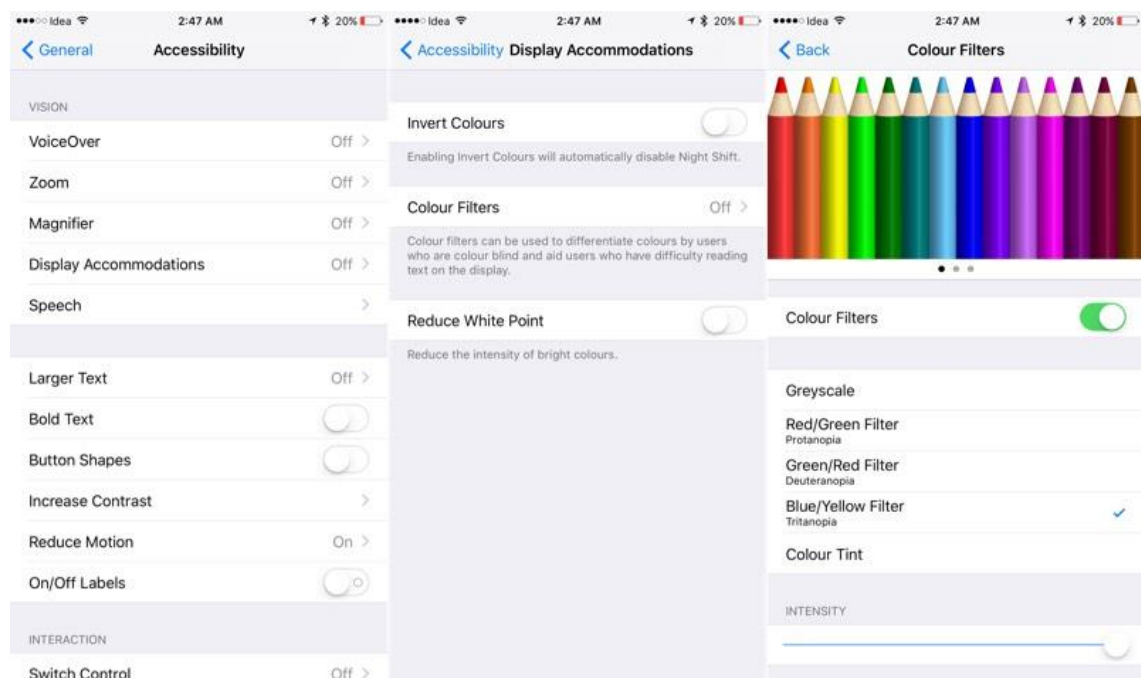 Idea 2:47 AM 20%
General Accessibility
VISION
VoiceOver Off
Zoom Off
Magnifier Off
Display Accommodations Off
Speech
Larger Text Off
Bold Text
Button Shapes
Increase Contrast
Reduce Motion On
On/Off Labels
INTERACTION
Switch Control Off
Idea 2:47 AM 20%
Accessibility Display Accommodations
Invert Colours
Enabling Invert Colours will automatically disable Night Shift.
Colour Filters Off
Colour filters can be used to differentiate colours by users
who are colour blind and aid users who have difficulty reading
text on the display.
Reduce White Point
Reduce the intensity of bright colours.
Idea 2:47 AM 20%
Back Colour Filters
Colour Filters
Greyscale
Red/Green Filter
Protanopia
Green/Red Filter
Deuteranopia
Blue/Yellow Filter
Tritanopia
Colour Tint
INTENSITY